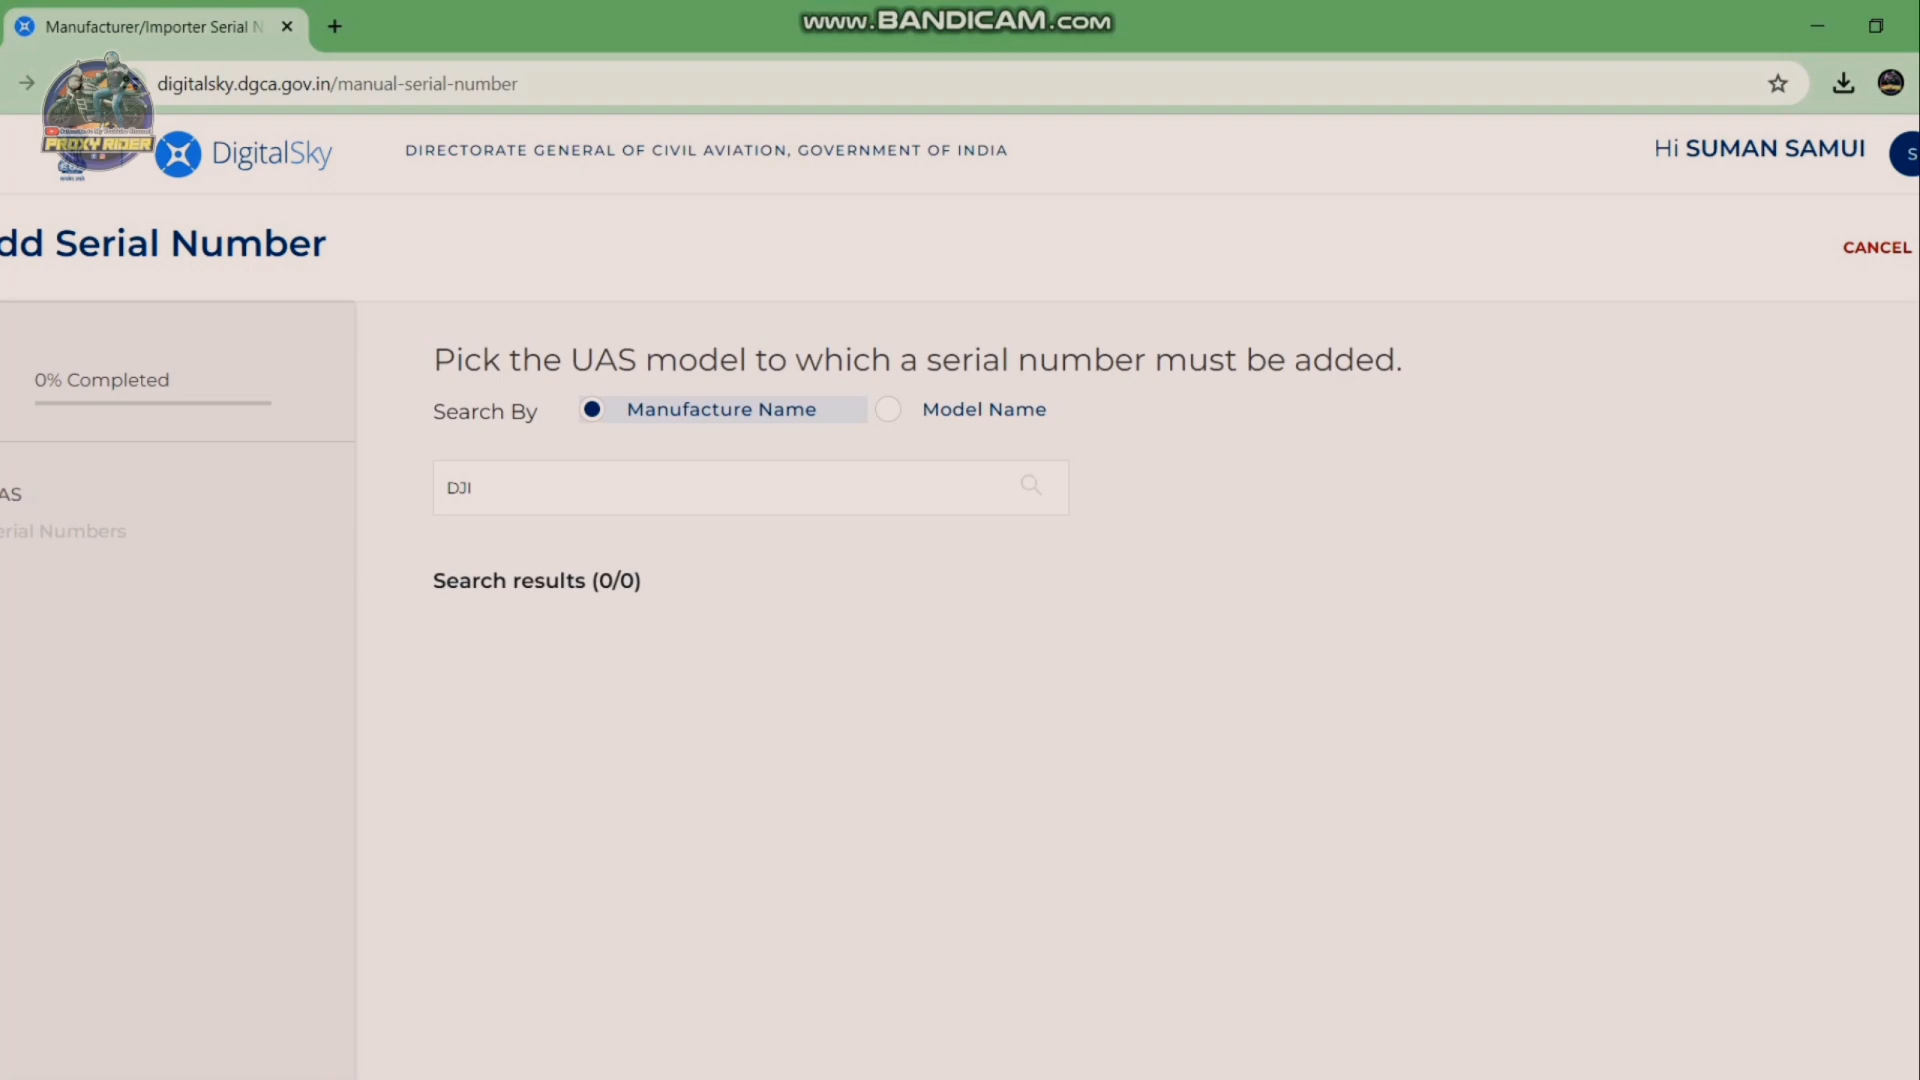 Manufacturer/Importer Serial N
www.BANDICAM.com
digitalsky.dgca.gov.in/manual-serial-number
PROXY RIDER
DigitalSky
DIRECTORATE GENERAL OF CIVIL AVIATION, GOVERNMENT OF INDIA
Hi SUMAN SAMUI
S
dd Serial Number
CANCEL
0% Completed
Pick the UAS model to which a serial number must be added.
Search By
Manufacture Name
Model Name
DJI
AS
erial Numbers
Search results (0/0)